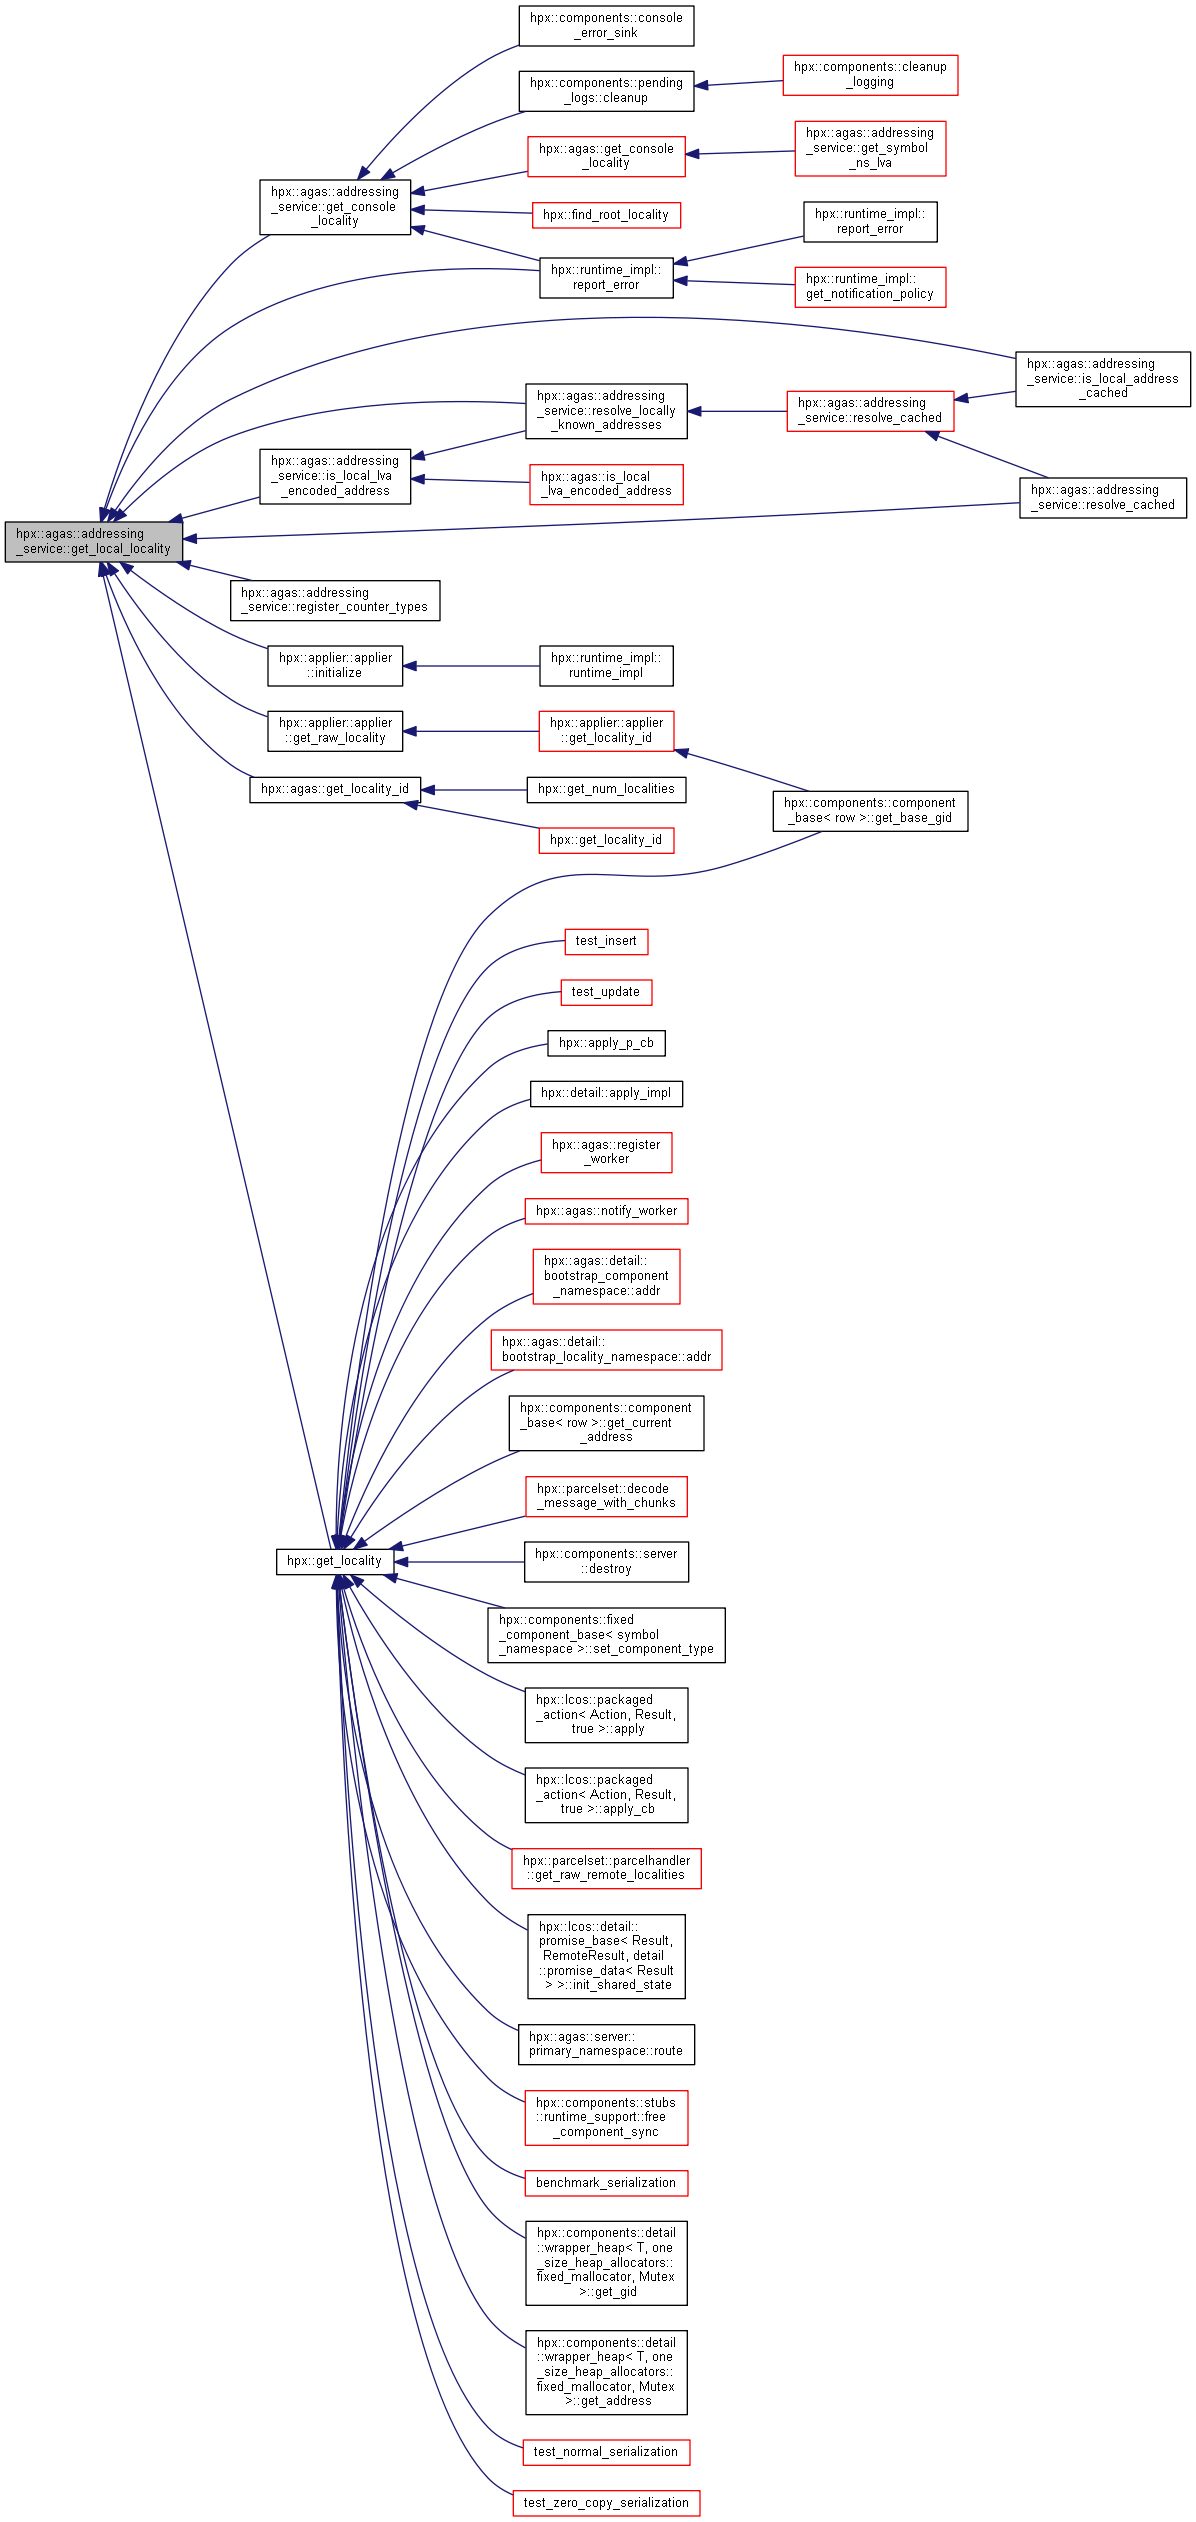 hpx::components::console
_error_sink
hpx::components::pending
_logs::cleanup
hpx::components::cleanup
_logging
hpx::agas::get_console
_locality
hpx::agas::addressing
_service::get_symbol
_ns_lva
hpx::agas::addressing
_service::get_console
_locality
hpx::find_root_locality
hpx::runtime_impl::
report_error
hpx::runtime_impl::
report_error
hpx::runtime_impl::
get_notification_policy
hpx::agas::addressing
_service::is_local_address
_cached
hpx::agas::addressing
_service::resolve_locally
_known_addresses
hpx::agas::addressing
_service::resolve_cached
hpx::agas::addressing
_service::is_local_lva
_encoded_address
hpx::agas::is_local
_lva_encoded_address
hpx::agas::addressing
_service::resolve_cached
hpx::agas::addressing
_service::get_local_locality
hpx::agas::addressing
_service::register_counter_types
hpx::applier::applier
::initialize
hpx::runtime_impl::
runtime_impl
hpx::applier::applier
::get_raw_locality
hpx::applier::applier
::get_locality_id
hpx::agas::get_locality_id
hpx::get_num_localities
hpx::components::component
_base< row >::get_base_gid
hpx::get_locality_id
test_insert
test_update
hpx::apply_p_cb
hpx::detail::apply_impl
hpx::agas::register
_worker
hpx::agas::notify_worker
hpx::agas::detail::
bootstrap_component
_namespace::addr
hpx::agas::detail::
bootstrap_locality_namespace::addr
hpx::components::component
_base< row >::get_current
_address
hpx::parcelset::decode
_message_with_chunks
hpx::get_locality
hpx::components::server
::destroy
hpx::components::fixed
_component_base< symbol
_namespace >::set_component_type
hpx::lcos::packaged
_action< Action, Result,
true >::apply
hpx::lcos::packaged
_action< Action, Result,
true >::apply_cb
hpx::parcelset::parcelhandler
::get_raw_remote_localities
hpx::lcos::detail::
promise_base< Result,
RemoteResult, detail
::promise_data< Result
> >::init_shared_state
hpx::agas::server::
primary_namespace::route
hpx::components::stubs
::runtime_support::free
_component_sync
benchmark_serialization
hpx::components::detail
::wrapper_heap< T, one
_size_heap_allocators::
fixed_mallocator, Mutex
>::get_gid
hpx::components::detail
::wrapper_heap< T, one
_size_heap_allocators::
fixed_mallocator, Mutex
>::get_address
test_normal_serialization
test_zero_copy_serialization